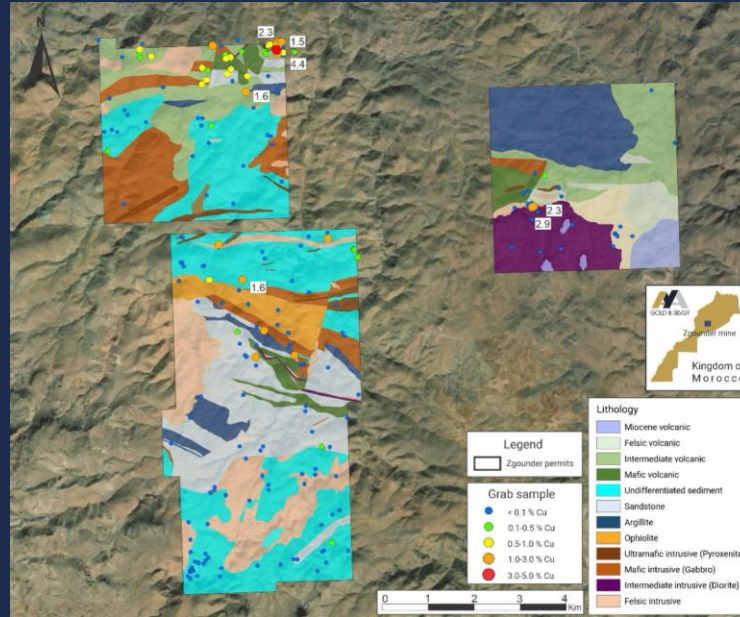 N
2.3
1.5
4.4
1.6
2.3
2.9
1.6
AYA
GOLD & SILVER
Zgounder mine
Kingdom o
Morocc
Legend
Zgounder permits
Grab sample
< 0.1 % Cu
0.1-0.5 % Cu
0.5-1.0 % Cu
1.0-3.0 % Cu
3.0-5.0 % Cu
Lithology
Miocene volcanic
Felsic volcanic
Intermediate volcanic
Mafic volcanic
Undifferentiated sediment
Sandstone
Argillite
Ophiolite
Ultramafic intrusive (Pyroxenite
Mafic intrusive (Gabbro)
Intermediate intrusive (Diorite)
Felsic intrusive
0 1 2 3 4
Km